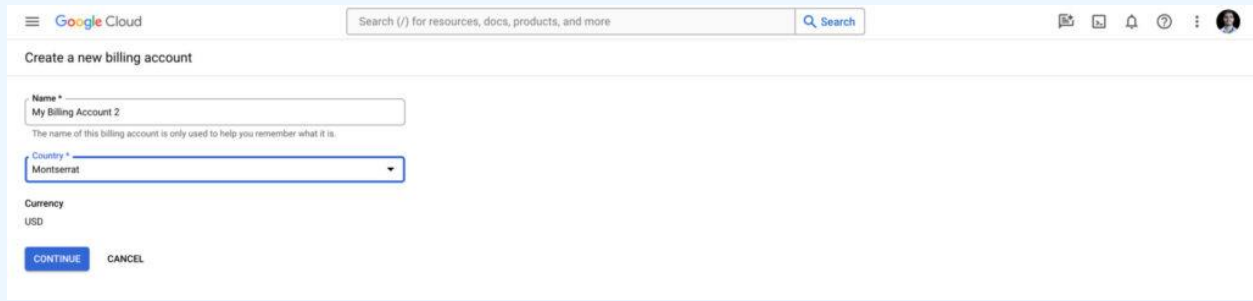 Google Cloud
Search (/) for resources, docs, products, and more
Search
Create a new billing account
Name *
My Billing Account 2
The name of this billing account is only used to help you remember what it is.
Country *
Montserrat
Currency
USD
CONTINUE CANCEL